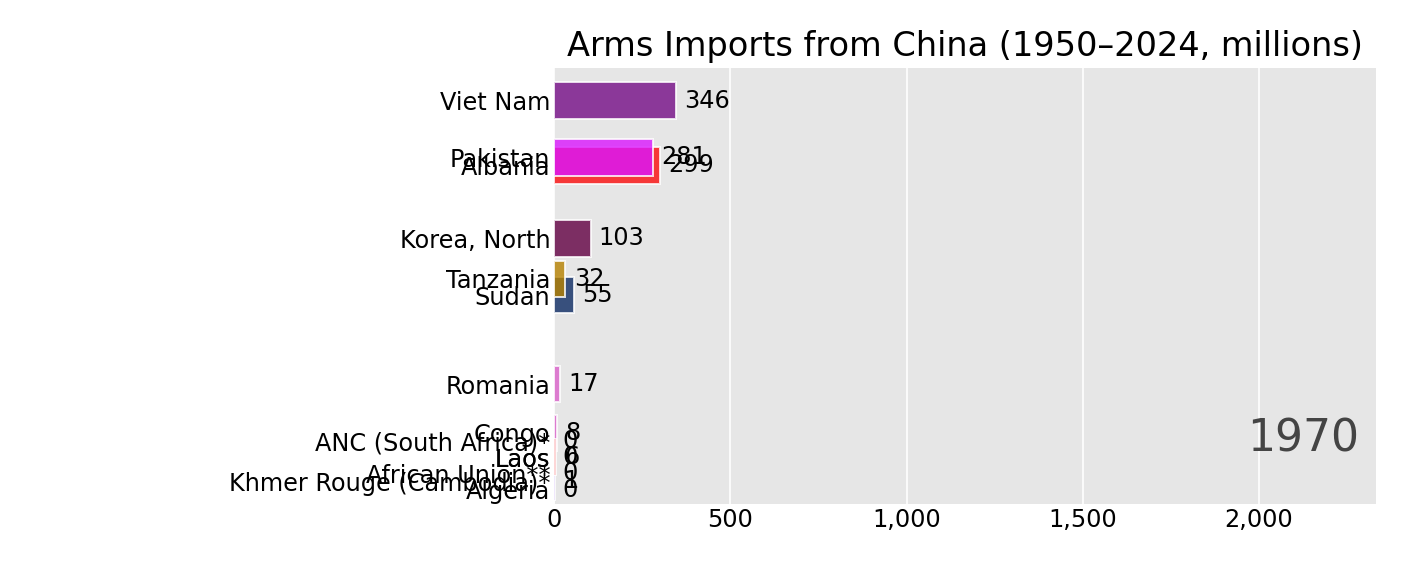 Arms Imports from China (1950–2024, millions)
Viet Nam 346
Pakistan 281
Albania 299
Korea, North 103
Tanzania 32
Sudan 55
Romania 17
Congo 8
ANC (South Africa)* 0
Laos 6
African Union** 0
Khmer Rouge (Cambodia)* 1
Algeria 0
1970
0 500 1,000 1,500 2,000